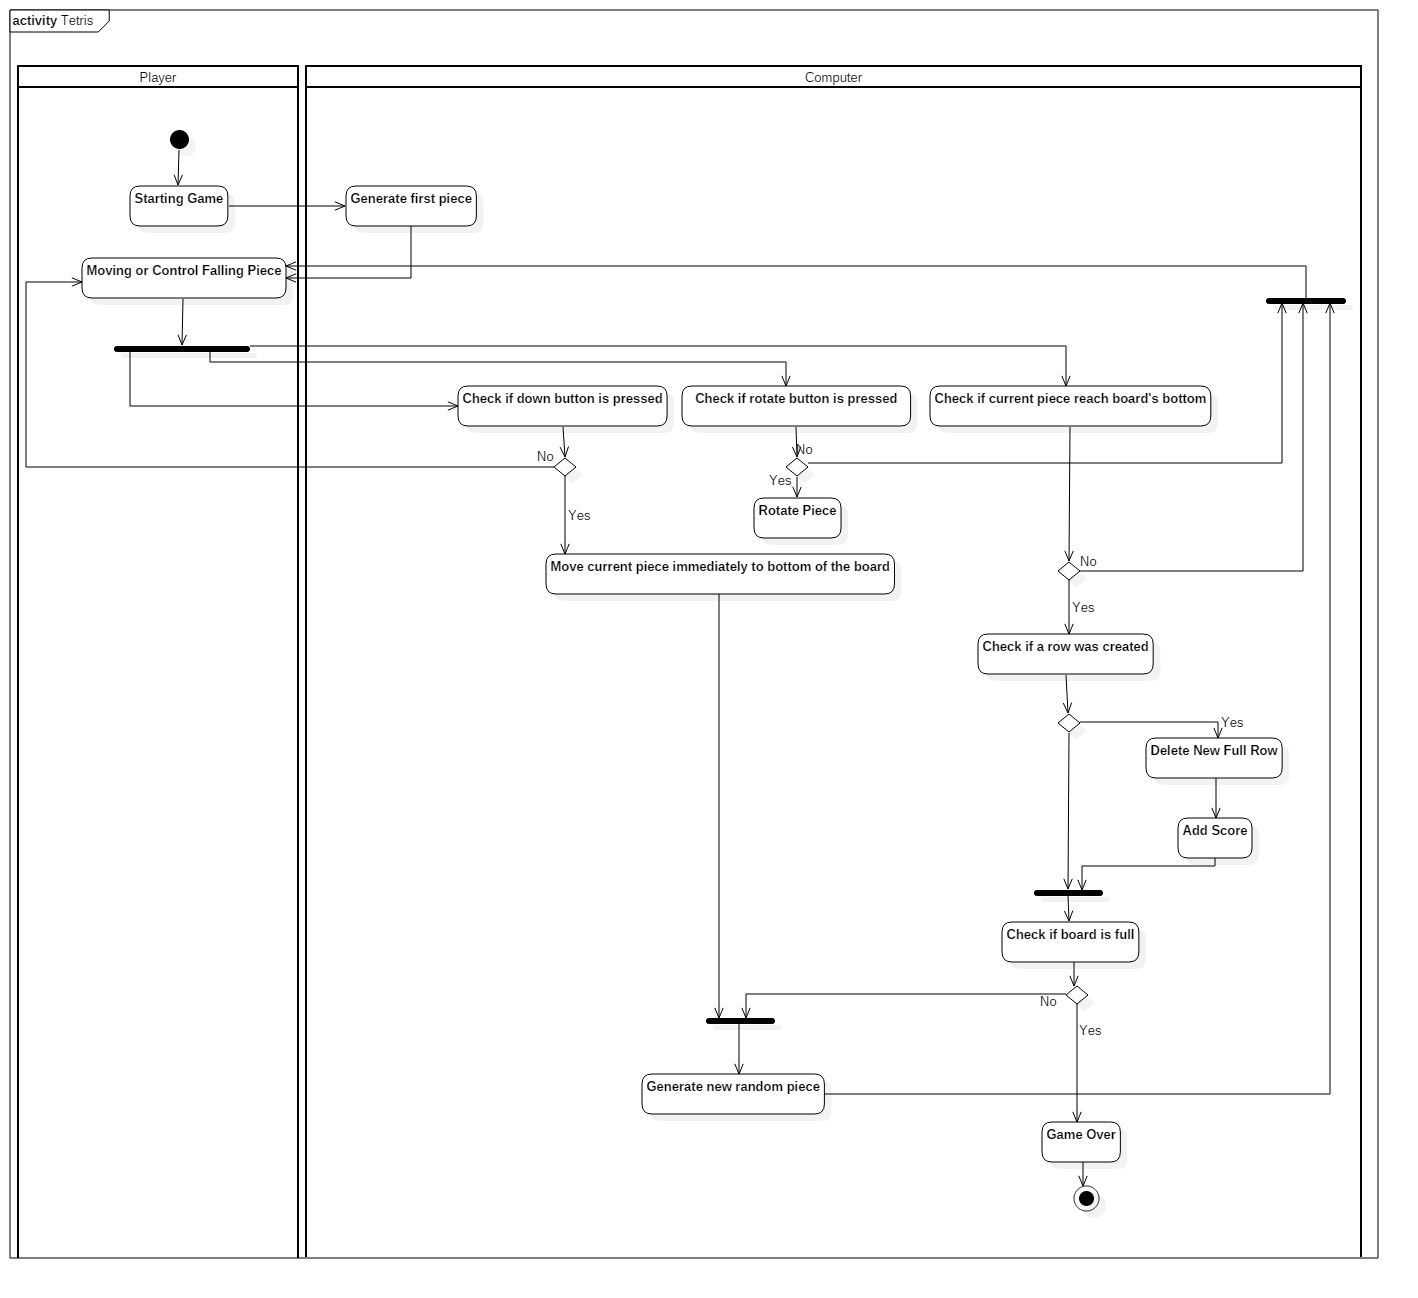 activity Tetris
Player
Computer
Starting Game
Generate first piece
Moving or Control Falling Piece
Check if down button is pressed
Check if rotate button is pressed
Check if current piece reach board's bottom
No
No
Yes
Rotate Piece
Yes
Move current piece immediately to bottom of the board
No
Yes
Check if a row was created
Yes
Delete New Full Row
Add Score
Check if board is full
No
Yes
Generate new random piece
Game Over